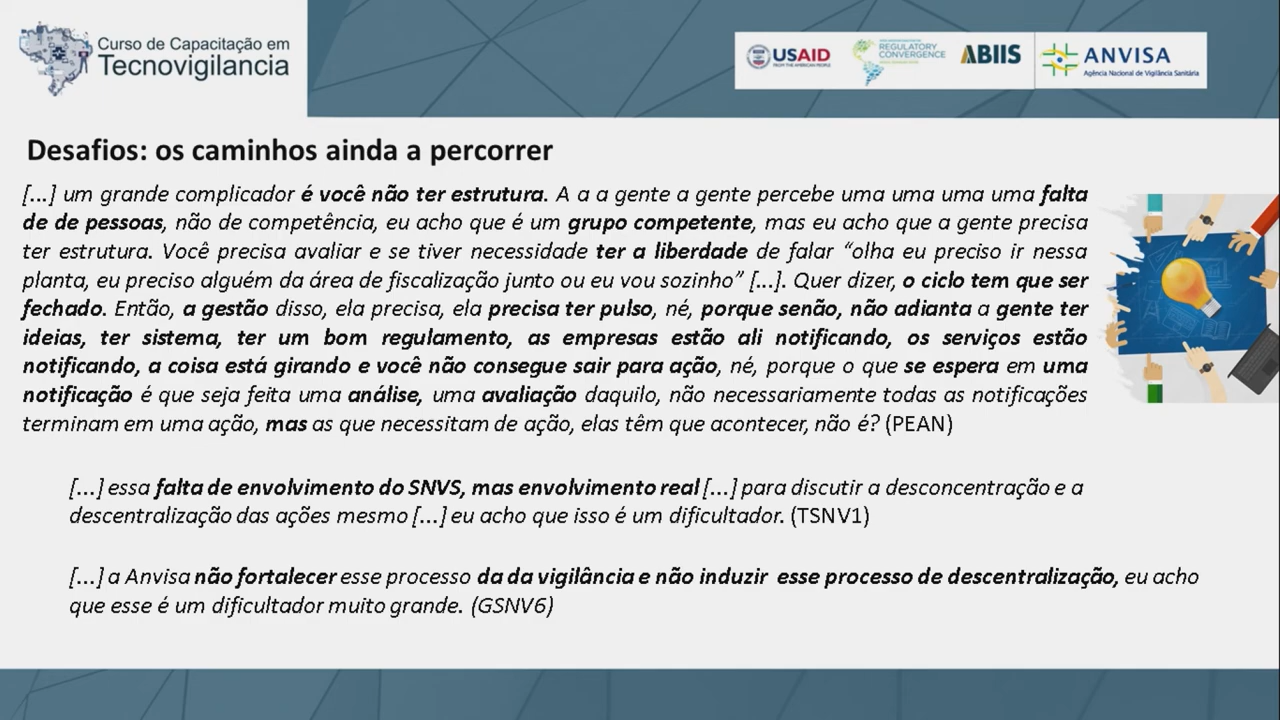 Curso de Capacitação em
Tecnovigilancia
USAID
FROM THE AMERICAN PEOPLE
REGULATORY
CONVERGENCE
ABIIS
ANVISA
Agência Nacional de Vigilância Sanitária
Desafios: os caminhos ainda a percorrer
[...] um grande complicador é você não ter estrutura. A a a gente a gente percebe uma uma uma uma falta
de de pessoas, não de competência, eu acho que é um grupo competente, mas eu acho que a gente precisa
ter estrutura. Você precisa avaliar e se tiver necessidade ter a liberdade de falar “olha eu preciso ir nessa
planta, eu preciso alguém da área de fiscalização junto ou eu vou sozinho” [...]. Quer dizer, o ciclo tem que ser
fechado. Então, a gestão disso, ela precisa, ela precisa ter pulso, né, porque senão, não adianta a gente ter
ideias, ter sistema, ter um bom regulamento, as empresas estão ali notificando, os serviços estão
notificando, a coisa está girando e você não consegue sair para ação, né, porque o que se espera em uma
notificação é que seja feita uma análise, uma avaliação daquilo, não necessariamente todas as notificações
terminam em uma ação, mas as que necessitam de ação, elas têm que acontecer, não é? (PEAN)
[...] essa falta de envolvimento do SNVS, mas envolvimento real [...] para discutir a desconcentração e a
descentralização das ações mesmo [...] eu acho que isso é um dificultador. (TSNV1)
[...] a Anvisa não fortalecer esse processo da da vigilância e não induzir esse processo de descentralização, eu acho
que esse é um dificultador muito grande. (GSNV6)